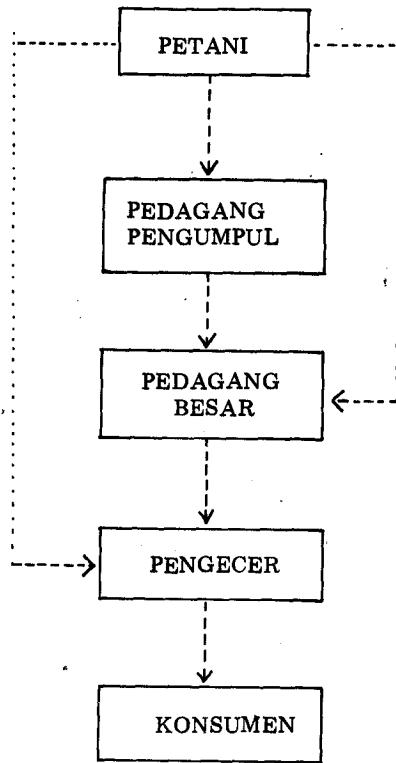 PETANI
PEDAGANG
PENGUMPUL
PEDAGANG
BESAR
PENGECER
KONSUMEN